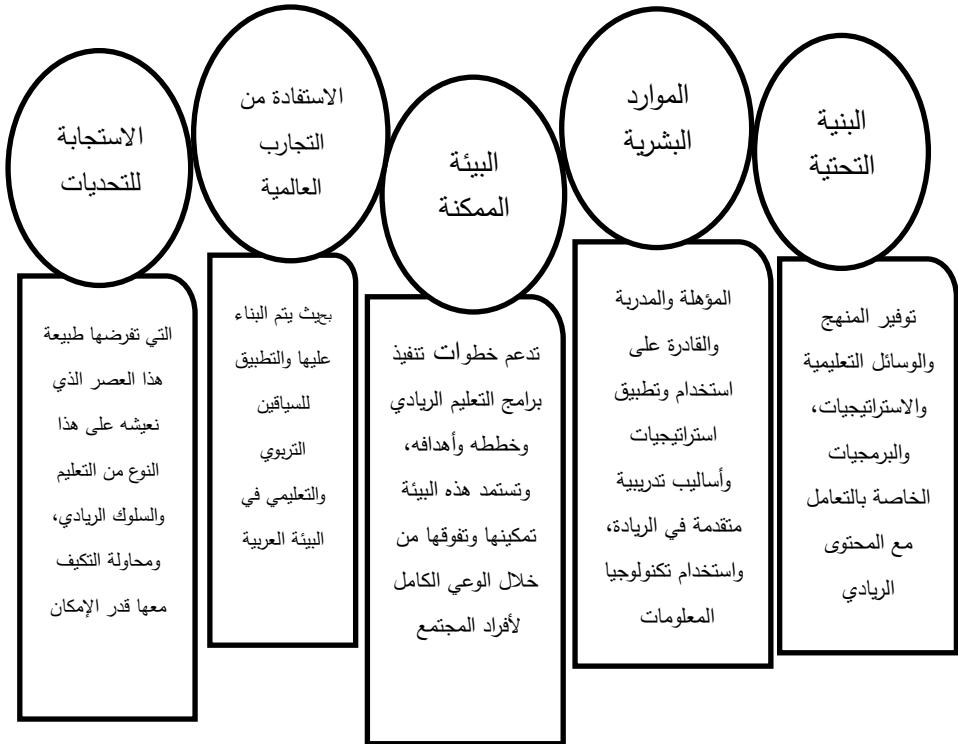 البنية
التحتية
توفير المنهج
والوسائل التعليمية
والاستراتيجيات،
والبرمجيات
الخاصة بالتعامل
مع المحتوى
الريادي
الموارد
البشرية
المؤهلة والمدربة
والقادرة على
استخدام وتطبيق
استراتيجيات
وأساليب تدريبية
متقدمة في الريادة،
واستخدام تكنولوجيا
المعلومات
البيئة
الممكنة
تدعم خطوات تنفيذ
برامج التعليم الريادي
وخططه وأهدافه،
وتستمد هذه البيئة
تمكينها وتفوقها من
خلال الوعي الكامل
لأفراد المجتمع
الاستفادة من
التجارب
العالمية
بحيث يتم البناء
عليها والتطبيق
للسياقين
التربوي
والتعليمي في
البيئة العربية
الاستجابة
للتحديات
التي تفرضها طبيعة
هذا العصر الذي
نعيشه على هذا
النوع من التعليم
والسلوك الريادي،
ومحاولة التكيف
معها قدر الإمكان